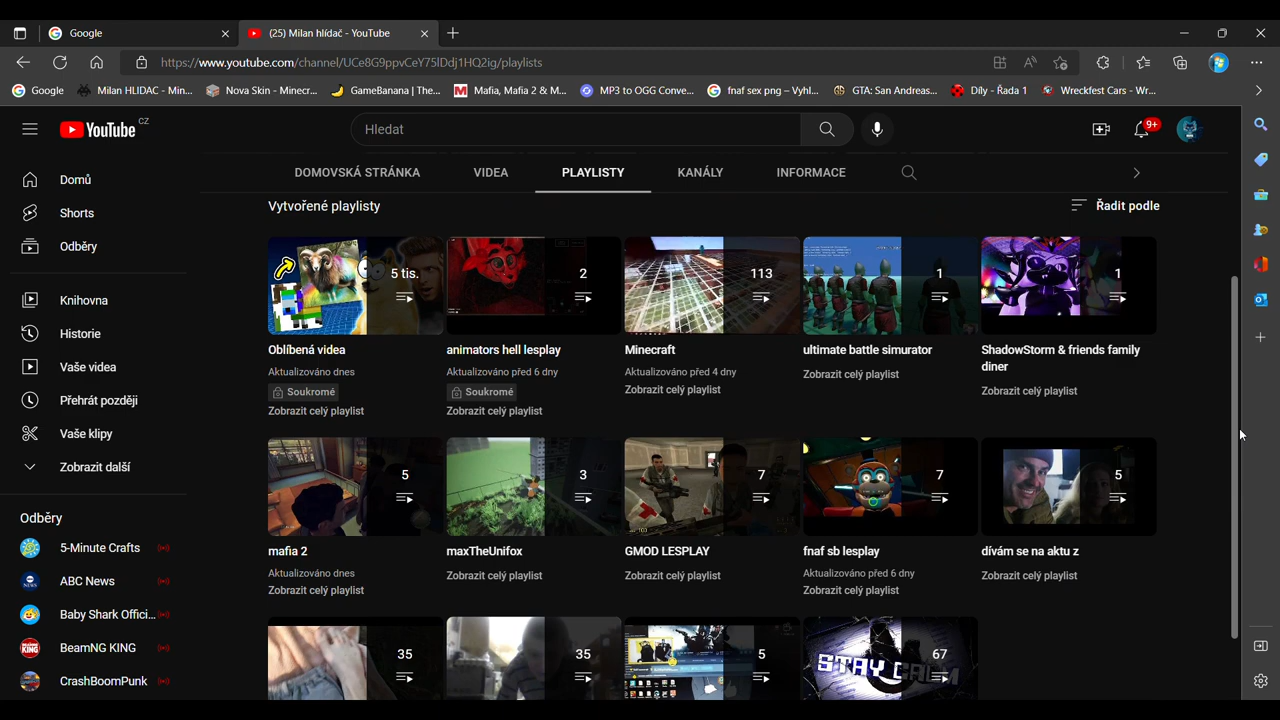 Google
(25) Milan hlídač - YouTube
https://www.youtube.com/channel/UCe8G9ppvCeY75lDdj1HQ2ig/playlists
Google
Milan HLIDAC - Min...
Nova Skin - Minecr...
GameBanana | The...
Mafia, Mafia 2 & M...
MP3 to OGG Conve...
fnaf sex png – Vyhl...
GTA: San Andreas...
Díly - Řada 1
Wreckfest Cars - Wr...
YouTube CZ
Hledat
9+
DOMOVSKÁ STRÁNKA
VIDEA
PLAYLISTY
KANÁLY
INFORMACE
Domů
Shorts
Odběry
Knihovna
Historie
Vaše videa
Přehrát později
Vaše klipy
Zobrazit další
Odběry
5-Minute Crafts
ABC News
Baby Shark Offici...
BeamNG KING
CrashBoomPunk
Vytvořené playlisty
Řadit podle
5 tis.
2
113
1
1
Oblíbená videa
animators hell lesplay
Minecraft
ultimate battle simurator
ShadowStorm & friends family
diner
Aktualizováno dnes
Aktualizováno před 6 dny
Aktualizováno před 4 dny
Zobrazit celý playlist
Soukromé
Soukromé
Zobrazit celý playlist
Zobrazit celý playlist
Zobrazit celý playlist
Zobrazit celý playlist
5
3
7
7
5
mafia 2
maxTheUnifox
GMOD LESPLAY
fnaf sb lesplay
dívám se na aktu z
Aktualizováno dnes
Zobrazit celý playlist
Zobrazit celý playlist
Aktualizováno před 6 dny
Zobrazit celý playlist
Zobrazit celý playlist
Zobrazit celý playlist
35
35
5
67
STAY CALM